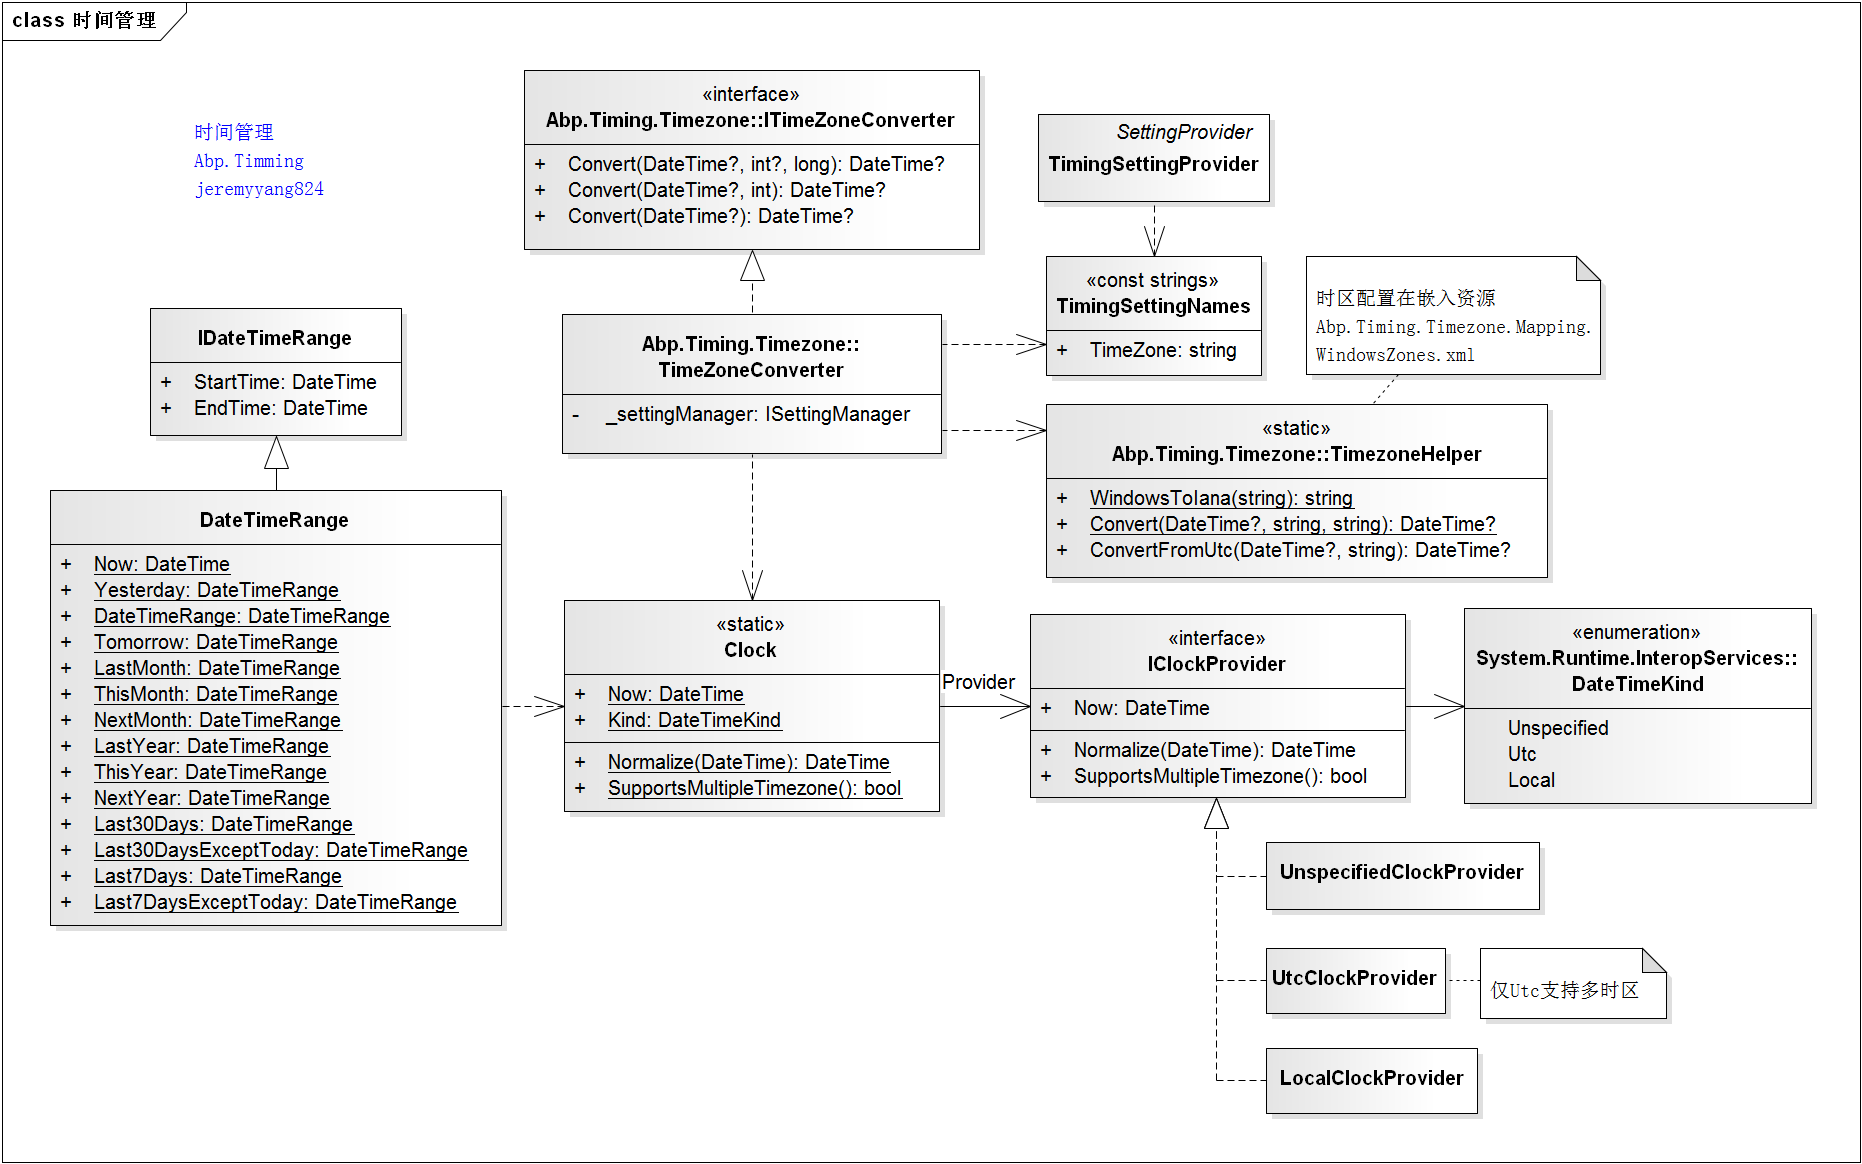 class 时间管理
时间管理
Abp.Timming
jeremyyang824
«interface»
Abp.Timing.Timezone::ITimeZoneConverter
+ Convert(DateTime?, int?, long): DateTime?
+ Convert(DateTime?, int): DateTime?
+ Convert(DateTime?): DateTime?
SettingProvider
TimingSettingProvider
«const strings»
TimingSettingNames
+ TimeZone: string
时区配置在嵌入资源
Abp.Timing.Timezone.Mapping.
WindowsZones.xml
IDateTimeRange
+ StartTime: DateTime
+ EndTime: DateTime
Abp.Timing.Timezone::
TimeZoneConverter
- _settingManager: ISettingManager
«static»
Abp.Timing.Timezone::TimezoneHelper
+ WindowsToIana(string): string
+ Convert(DateTime?, string, string): DateTime?
+ ConvertFromUtc(DateTime?, string): DateTime?
DateTimeRange
+ Now: DateTime
+ Yesterday: DateTimeRange
+ DateTimeRange: DateTimeRange
+ Tomorrow: DateTimeRange
+ LastMonth: DateTimeRange
+ ThisMonth: DateTimeRange
+ NextMonth: DateTimeRange
+ LastYear: DateTimeRange
+ ThisYear: DateTimeRange
+ NextYear: DateTimeRange
+ Last30Days: DateTimeRange
+ Last30DaysExceptToday: DateTimeRange
+ Last7Days: DateTimeRange
+ Last7DaysExceptToday: DateTimeRange
«static»
Clock
+ Now: DateTime
+ Kind: DateTimeKind
+ Normalize(DateTime): DateTime
+ SupportsMultipleTimezone(): bool
Provider
«interface»
IClockProvider
+ Now: DateTime
+ Normalize(DateTime): DateTime
+ SupportsMultipleTimezone(): bool
«enumeration»
System.Runtime.InteropServices::
DateTimeKind
Unspecified
Utc
Local
UnspecifiedClockProvider
UtcClockProvider
仅Utc支持多时区
LocalClockProvider